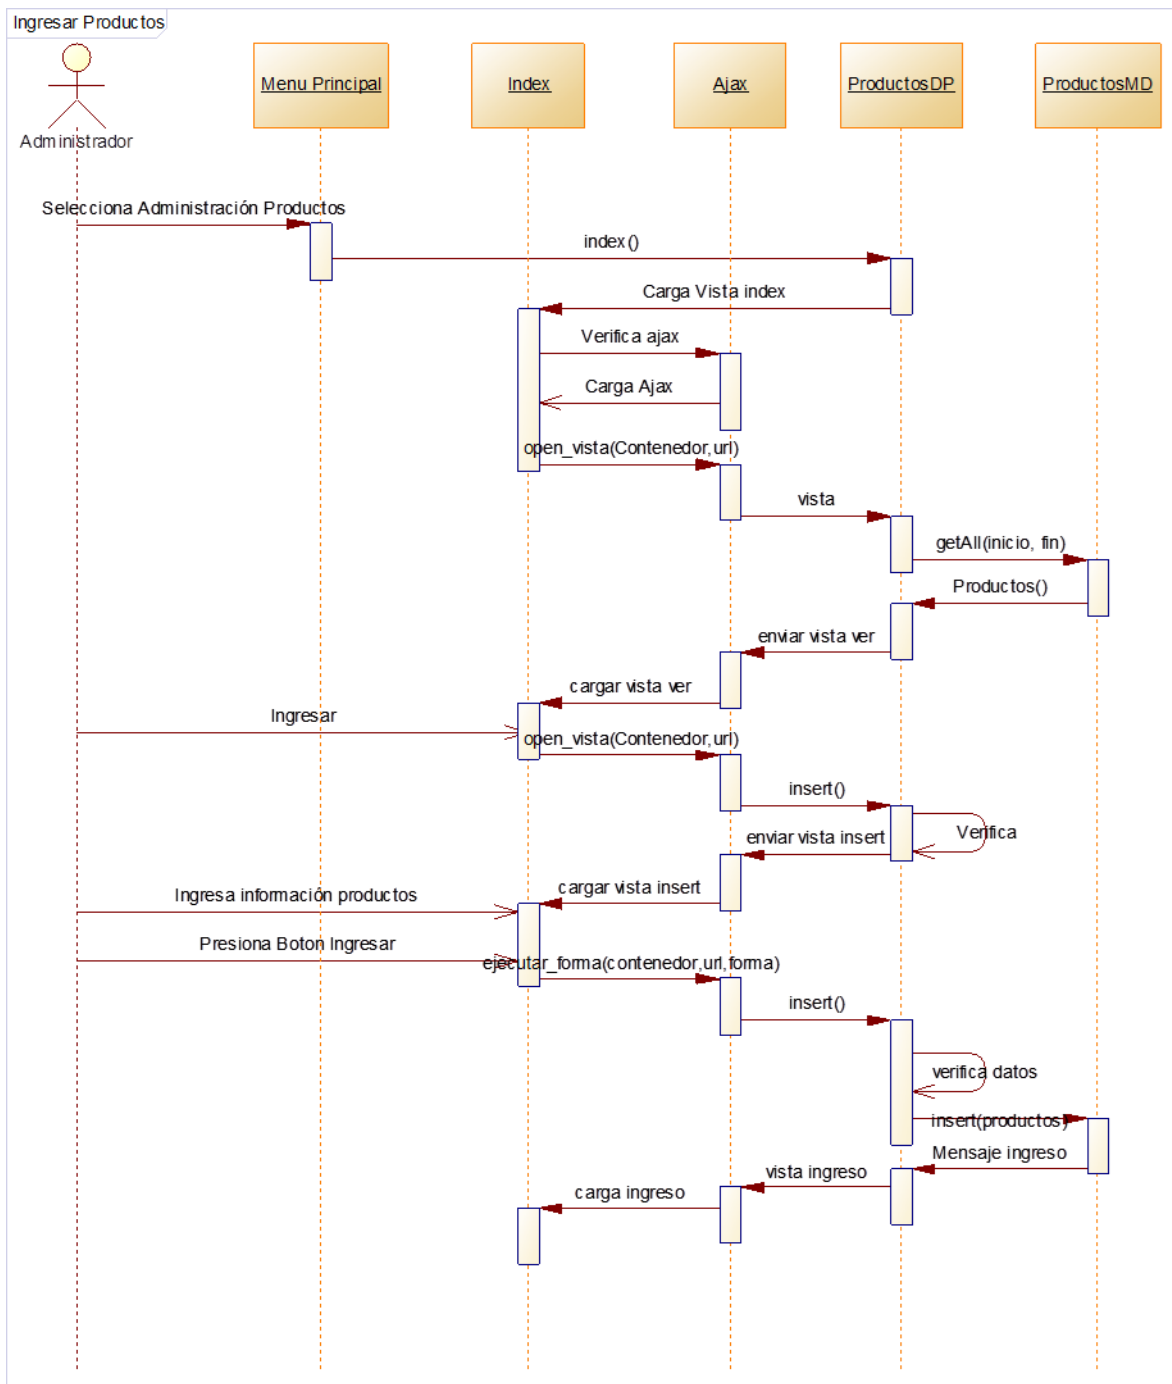 Ingresar Productos
Menu Principal
Index
Ajax
ProductosDP
ProductosMD
Administrador
Selecciona Administración Productos
index()
Carga Vista index
Verifica ajax
Carga Ajax
open_vista(Contenedor,url)
vista
getAll(inicio, fin)
Productos()
enviar vista ver
cargar vista ver
Ingresar
open_vista(Contenedor,url)
insert()
Verifica
enviar vista insert
cargar vista insert
Ingresa información productos
Presiona Boton Ingresar
ejecutar_forma(contenedor,url,forma)
insert()
verifica datos
insert(productos)
Mensaje ingreso
vista ingreso
carga ingreso